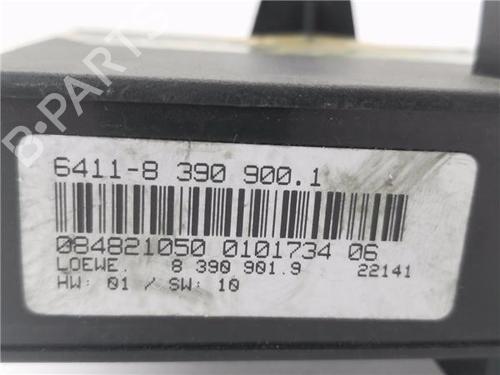 6411-8 390 900.1
084821050 0101734 06
LOEWE. 8 390 901.9 22141
HW: 01 / SW: 10
B-PARTS